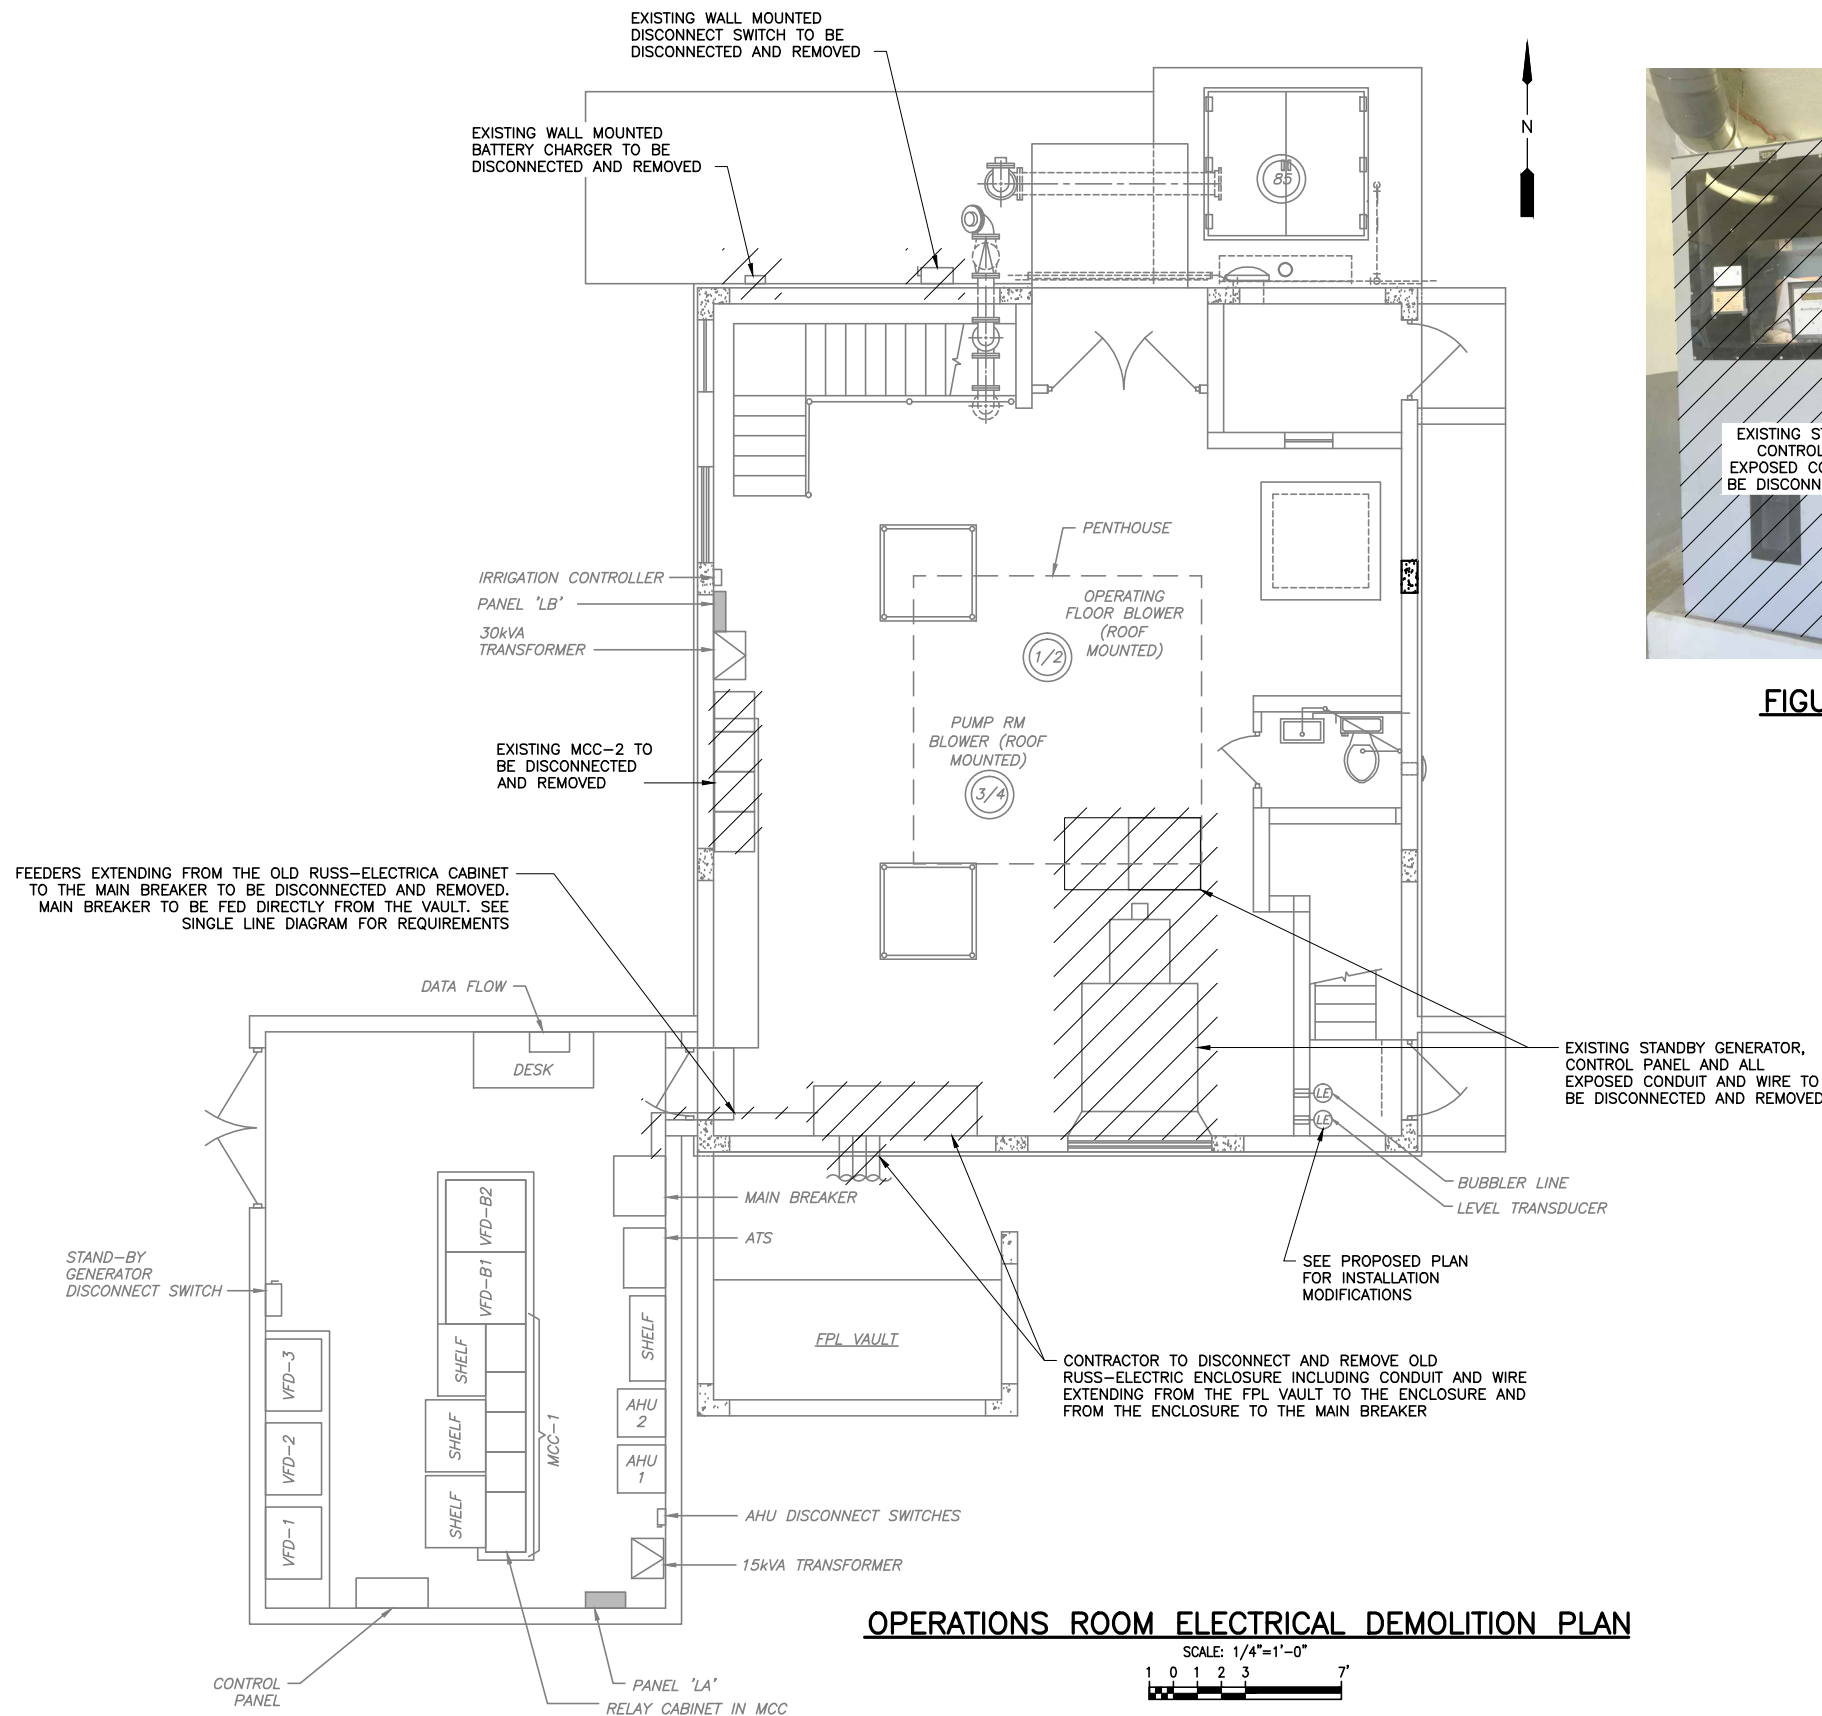 EXISTING WALL MOUNTED
DISCONNECT SWITCH TO BE
DISCONNECTED AND REMOVED
EXISTING WALL MOUNTED
BATTERY CHARGER TO BE
DISCONNECTED AND REMOVED
N
85
EXISTING S
CONTROL
EXPOSED CO
BE DISCONN
FIGU
PENTHOUSE
IRRIGATION CONTROLLER
PANEL 'LB'
30kVA
TRANSFORMER
OPERATING
FLOOR BLOWER
(ROOF
MOUNTED)
1/2
PUMP RM
BLOWER (ROOF
MOUNTED)
3/4
EXISTING MCC-2 TO
BE DISCONNECTED
AND REMOVED
FEEDERS EXTENDING FROM THE OLD RUSS-ELECTRICA CABINET
TO THE MAIN BREAKER TO BE DISCONNECTED AND REMOVED.
MAIN BREAKER TO BE FED DIRECTLY FROM THE VAULT. SEE
SINGLE LINE DIAGRAM FOR REQUIREMENTS
DATA FLOW
DESK
EXISTING STANDBY GENERATOR,
CONTROL PANEL AND ALL
EXPOSED CONDUIT AND WIRE TO
BE DISCONNECTED AND REMOVED
LE
LE
BUBBLER LINE
LEVEL TRANSDUCER
SEE PROPOSED PLAN
FOR INSTALLATION
MODIFICATIONS
MAIN BREAKER
ATS
VFD-B2
VFD-B1
STAND-BY
GENERATOR
DISCONNECT SWITCH
SHELF
SHELF
SHELF
SHELF
FPL VAULT
VFD-3
VFD-2
VFD-1
MCC-1
AHU
2
AHU
1
CONTRACTOR TO DISCONNECT AND REMOVE OLD
RUSS-ELECTRIC ENCLOSURE INCLUDING CONDUIT AND WIRE
EXTENDING FROM THE FPL VAULT TO THE ENCLOSURE AND
FROM THE ENCLOSURE TO THE MAIN BREAKER
AHU DISCONNECT SWITCHES
15kVA TRANSFORMER
CONTROL
PANEL
PANEL 'LA'
RELAY CABINET IN MCC
OPERATIONS ROOM ELECTRICAL DEMOLITION PLAN
SCALE: 1/4"=1'-0"
1 0 1 2 3 7'